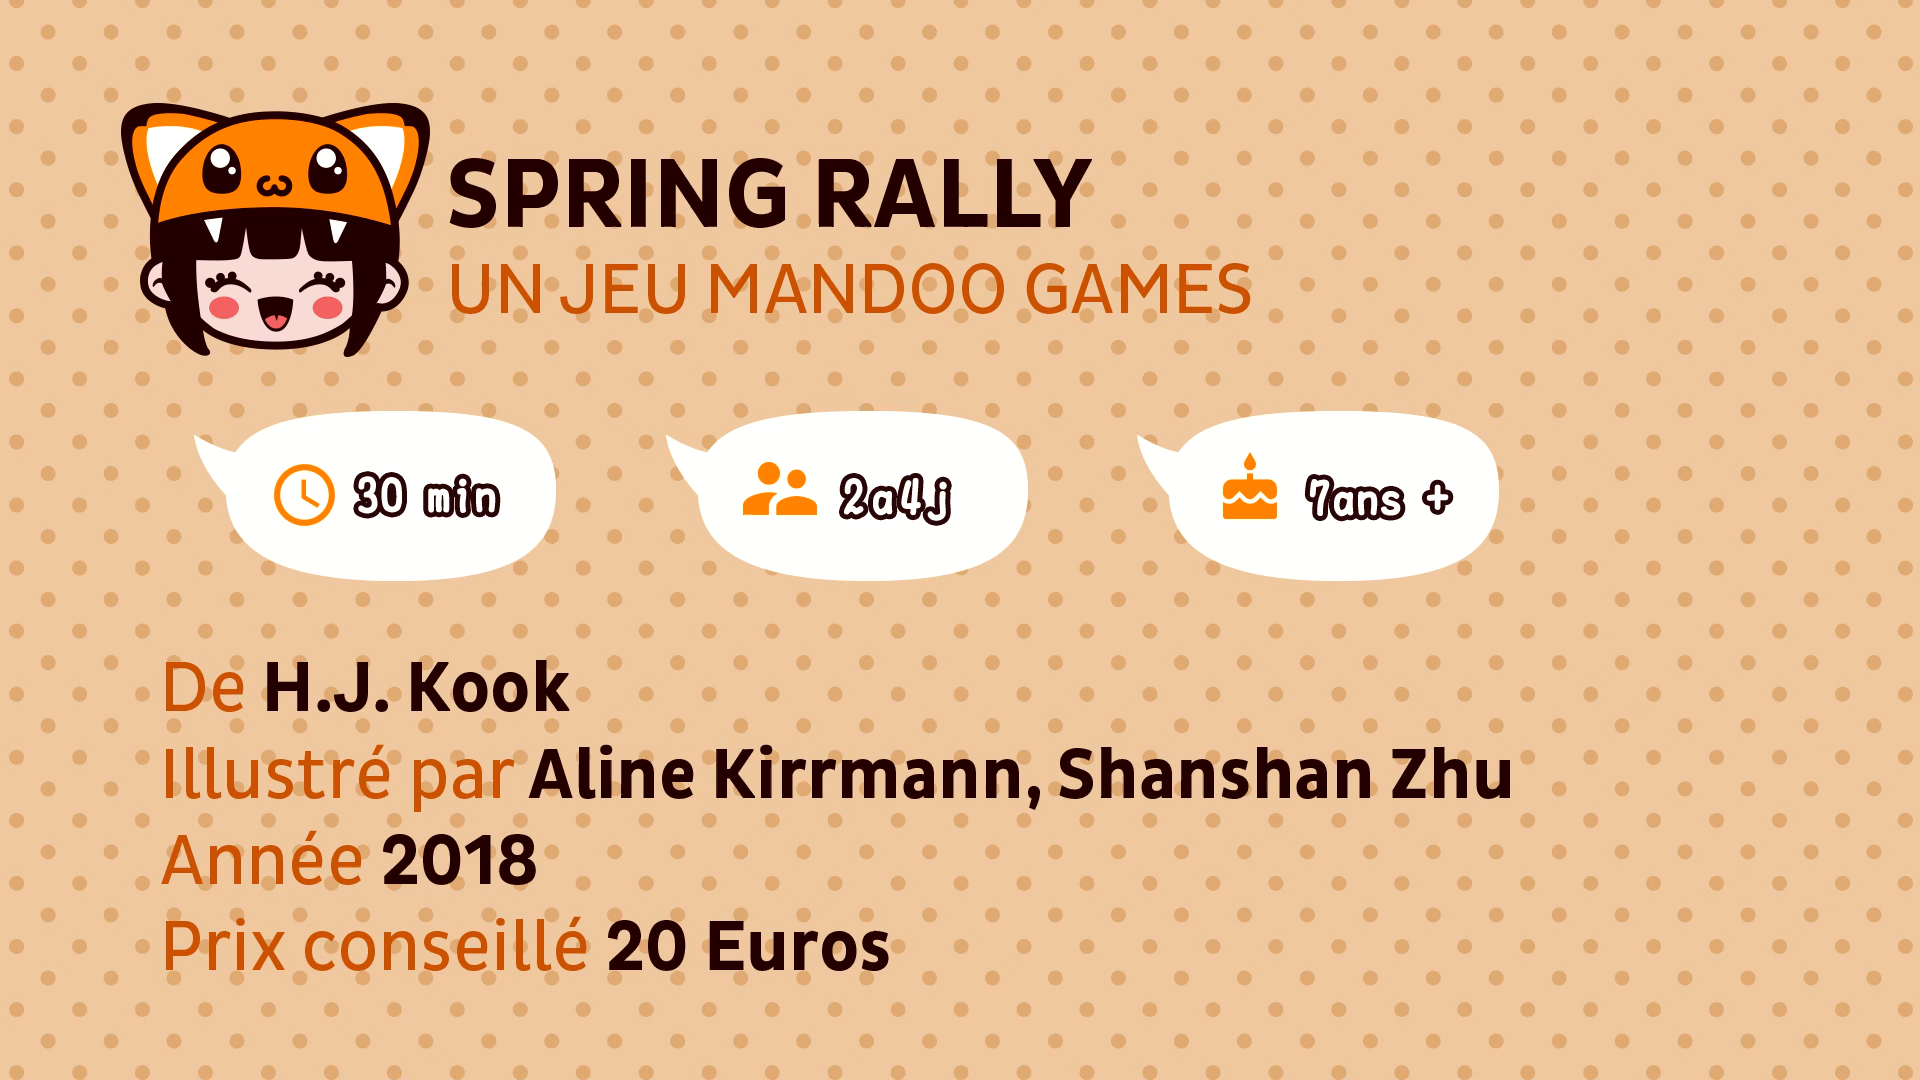 SPRING RALLY
UN JEU MANDOO GAMES
30 min
2a4j
7ans +
De H.J. Kook
Illustré par Aline Kirrmann, Shanshan Zhu
Année 2018
Prix conseillé 20 Euros